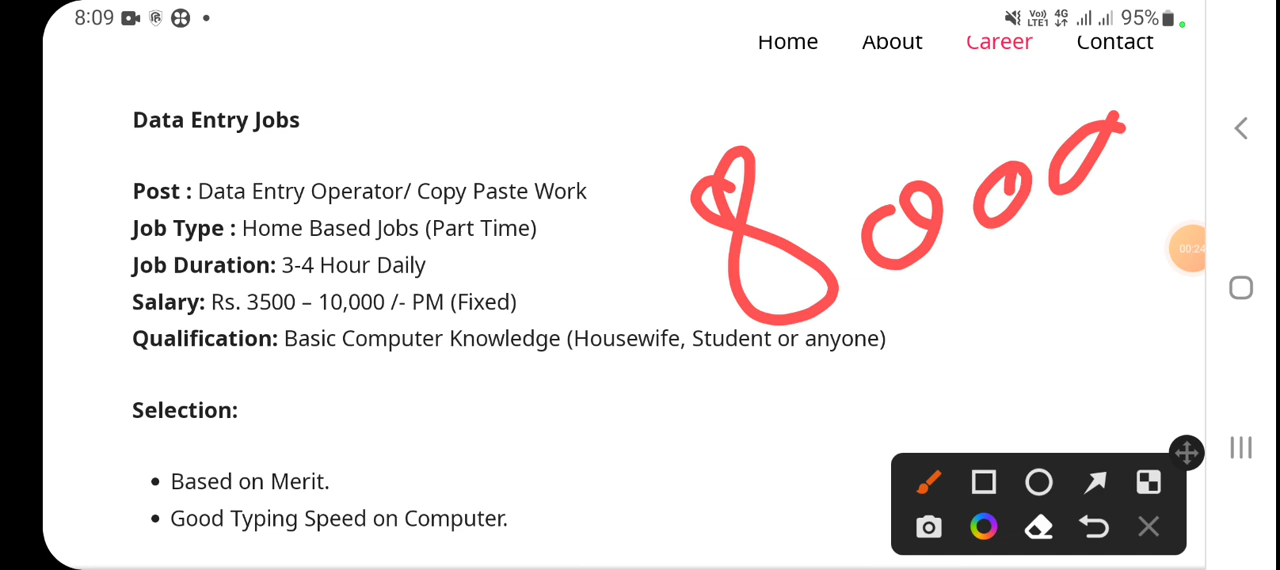 8:09 Vo)) LTE1 4G 95%
Home About Career Contact
Data Entry Jobs
8000
Post : Data Entry Operator/ Copy Paste Work
Job Type : Home Based Jobs (Part Time)
00:24
Job Duration: 3-4 Hour Daily
Salary: Rs. 3500 – 10,000 /- PM (Fixed)
Qualification: Basic Computer Knowledge (Housewife, Student or anyone)
Selection:
• Based on Merit.
• Good Typing Speed on Computer.